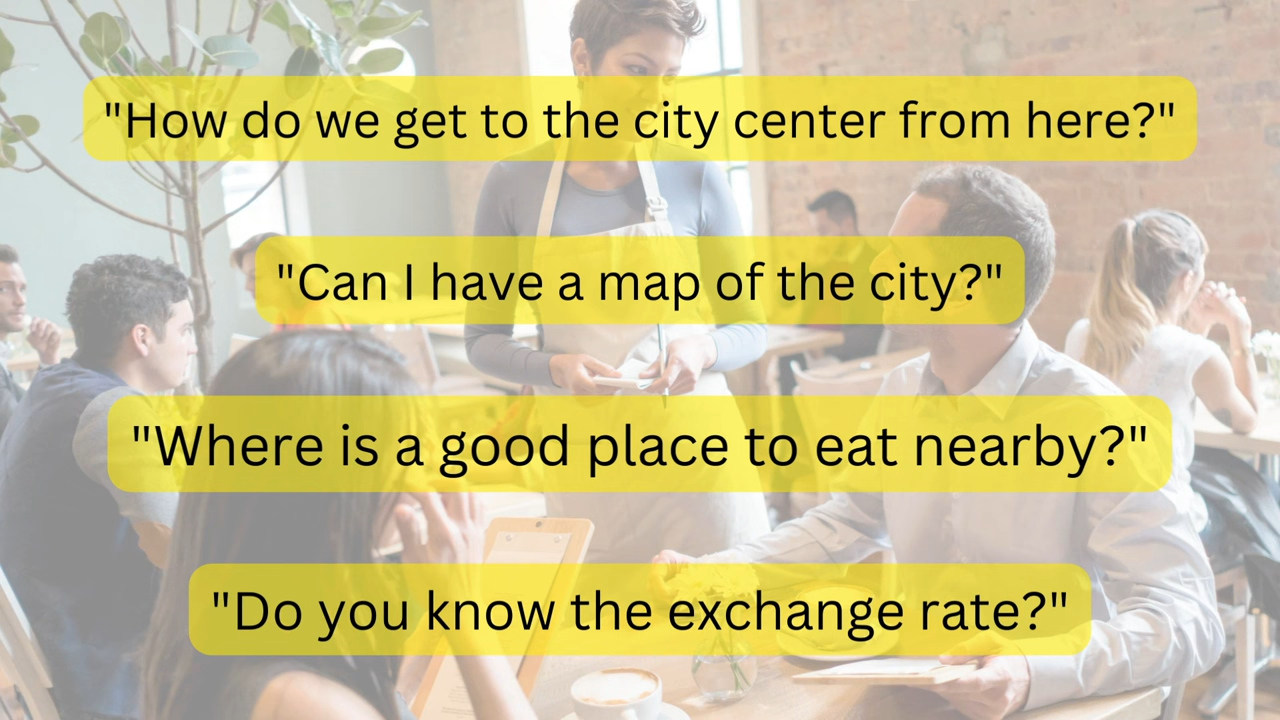 "How do we get to the city center from here?"
"Can I have a map of the city?"
"Where is a good place to eat nearby?"
"Do you know the exchange rate?"